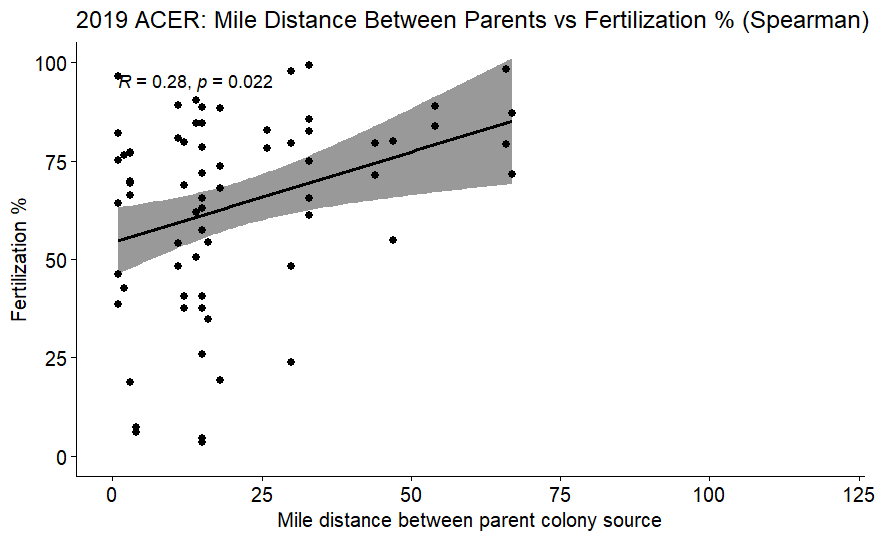 2019 ACER: Mile Distance Between Parents vs Fertilization % (Spearman)
100
R = 0.28, p = 0.022
75
50
25
0
Fertilization %
0 25 50 75 100 125
Mile distance between parent colony source